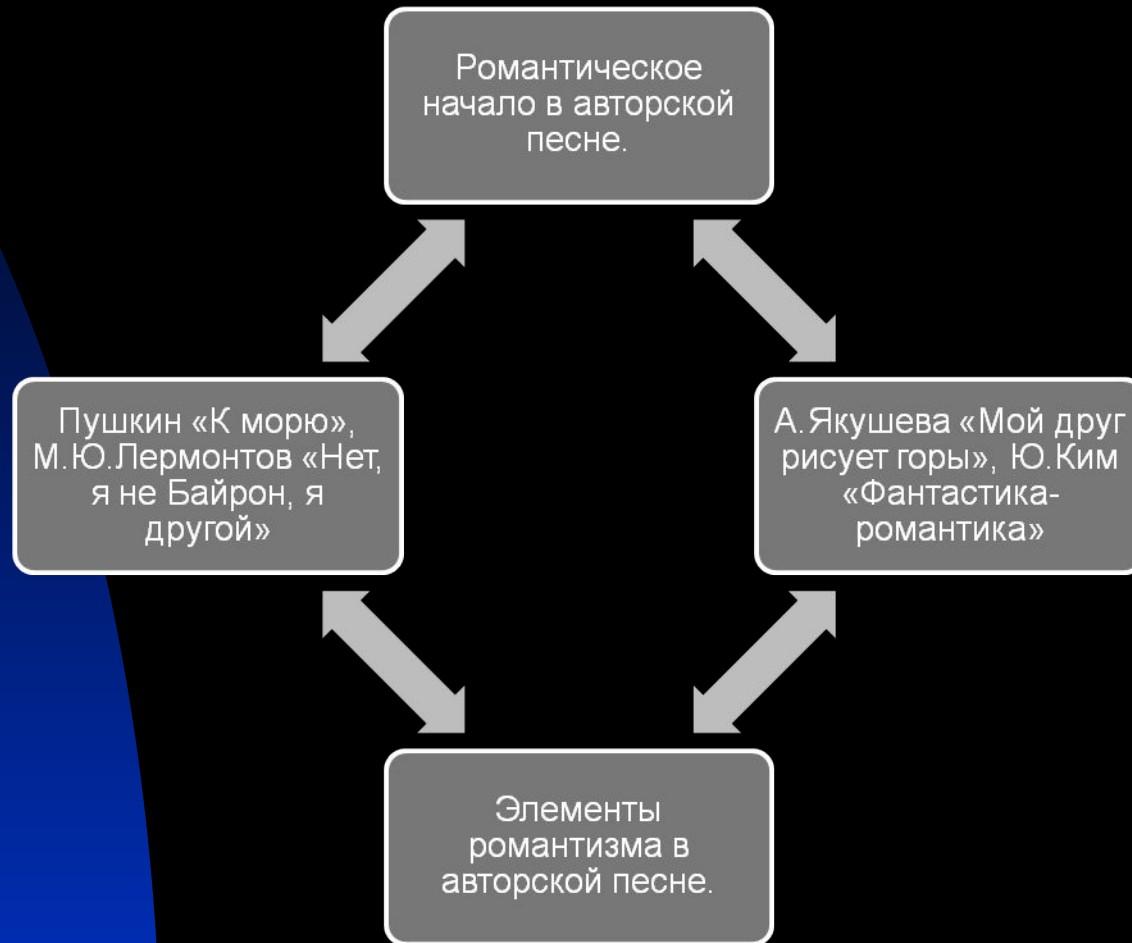 Романтическое
начало в авторской
песне.
Пушкин «К морю»,
М.Ю.Лермонтов «Нет,
я не Байрон, я
другой»
А.Якушева «Мой друг
рисует горы», Ю.Ким
«Фантастика-
романтика»
Элементы
романтизма в
авторской песне.